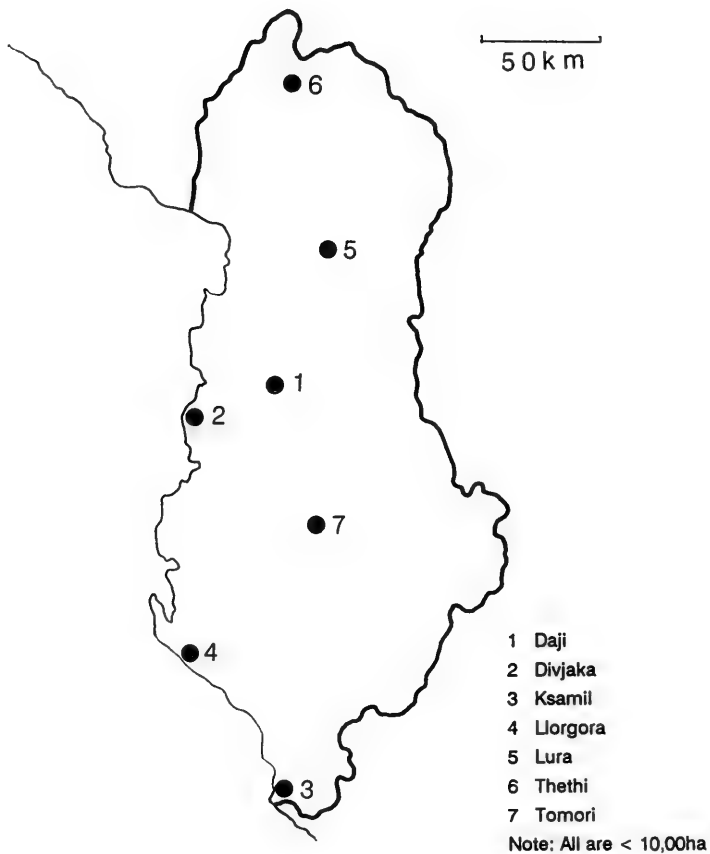 50km
6
5
1
2
7
4
3
1 Daji
2 Divjaka
3 Ksamil
4 Llorgora
5 Lura
6 Thethi
7 Tomori
Note: All are < 10,00ha